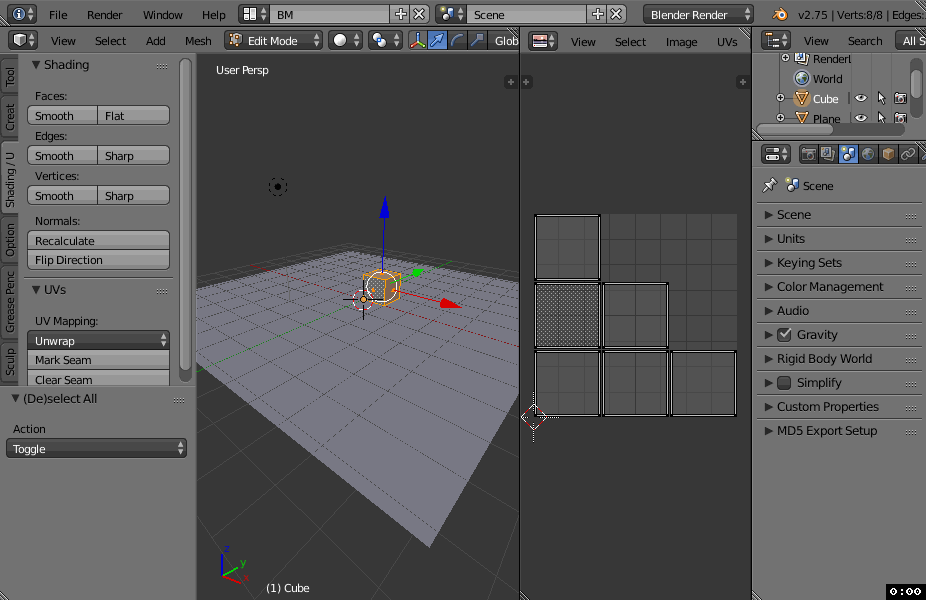 File Render Window Help BM Scene Blender Render v2.75 | Verts:8/8 | Edges:
View Select Add Mesh Edit Mode Glob View Select Image UVs View Search All S
Tool
Creat
Shading / U
Option
Grease Penc
Sculp
Shading
Faces:
Smooth Flat
Edges:
Smooth Sharp
Vertices:
Smooth Sharp
Normals:
Recalculate
Flip Direction
UVs
UV Mapping:
Unwrap
Mark Seam
Clear Seam
(De)select All
Action
Toggle
User Persp
z
y
x
(1) Cube
World
Cube
Plane
Scene
Scene
Units
Keying Sets
Color Management
Audio
Gravity
Rigid Body World
Simplify
Custom Properties
MD5 Export Setup
0:00